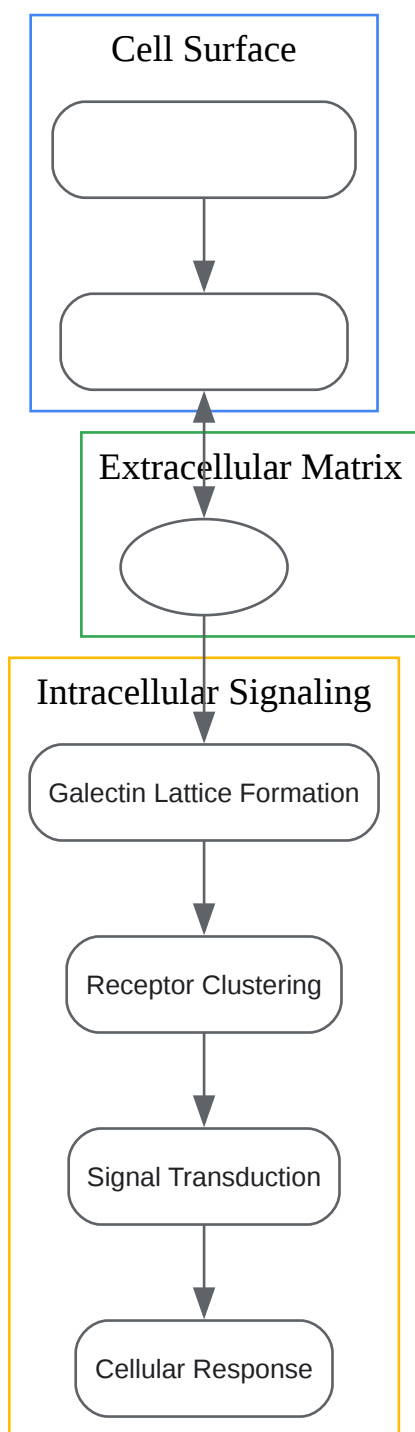 Cell Surface
Extracellular Matrix
Intracellular Signaling
Galectin Lattice Formation
Receptor Clustering
Signal Transduction
Cellular Response